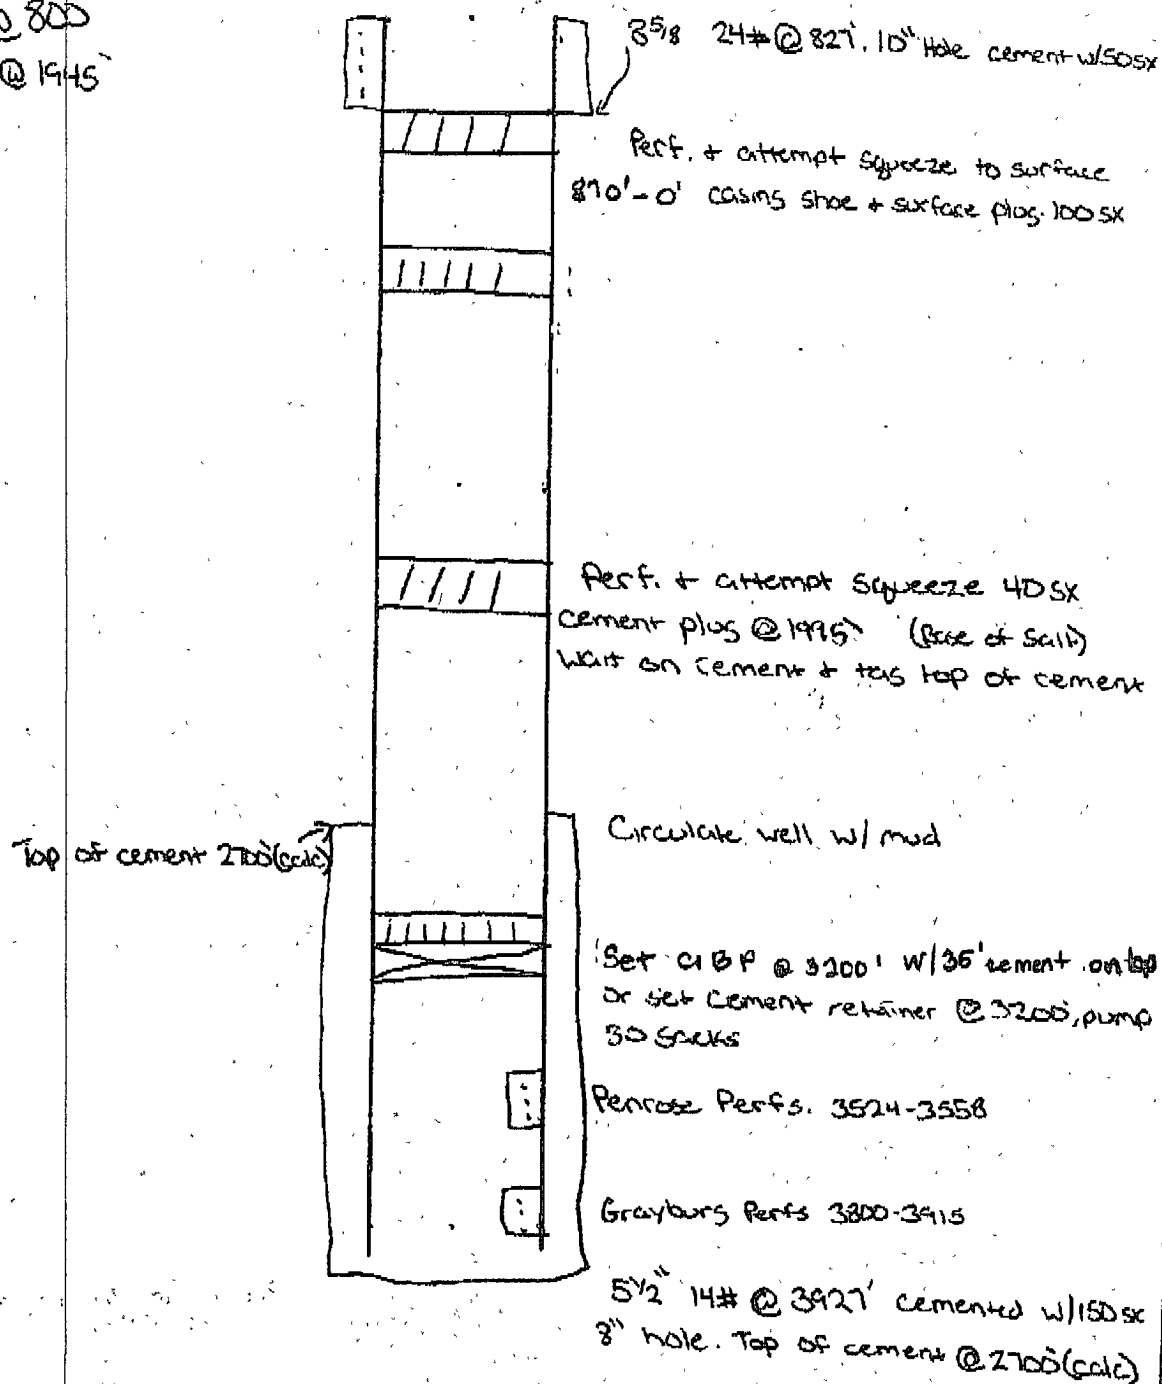 @ 800
@ 1945'
8 5/8 24# @ 827'. 10" Hole cement w/50sx
Perf. + attempt squeeze to surface
870'-0' casing shoe + surface plug. 100 sx
Perf. + attempt squeeze 40 sx
cement plug @ 1995' (Base of Salt)
Wait on cement + tag top of cement
Circulate well w/ mud
Top of cement 2700'(calc)
Set CIBP @ 3200' w/35' cement on top
or set cement retainer @ 3200', pump
30 sacks
Penrose Perfs. 3524-3558
Grayburg Perfs 3800-3915
5 1/2" 14# @ 3927' cemented w/150 sx
8" hole. Top of cement @ 2700'(calc)